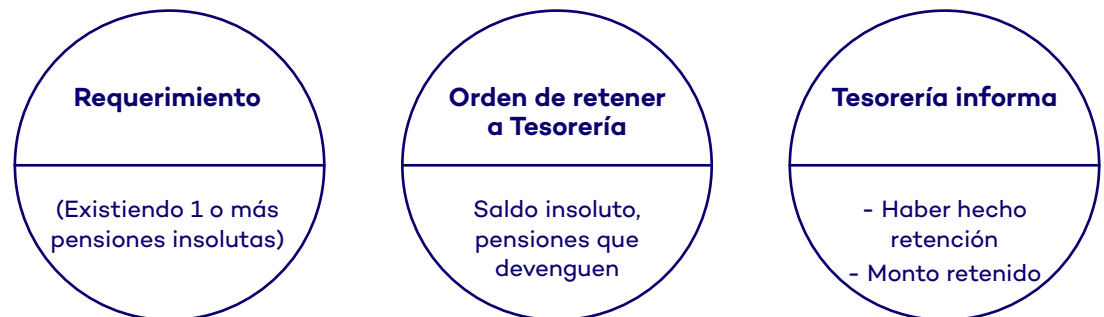 Requerimiento
(Existiendo 1 o más
pensiones insolutas)
Orden de retener
a Tesorería
Saldo insoluto,
pensiones que
devenguen
Tesorería informa
- Haber hecho
retención
- Monto retenido